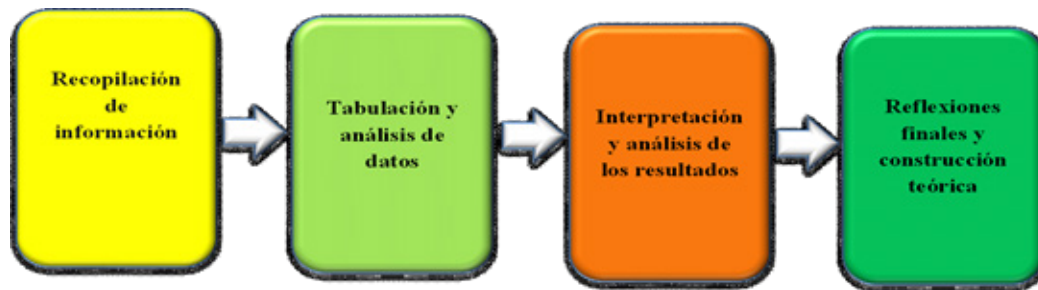 Recopilación
de
información
Tabulación y
análisis de
datos
Interpretación
y análisis de
los resultados
Reflexiones
finales y
construcción
teórica